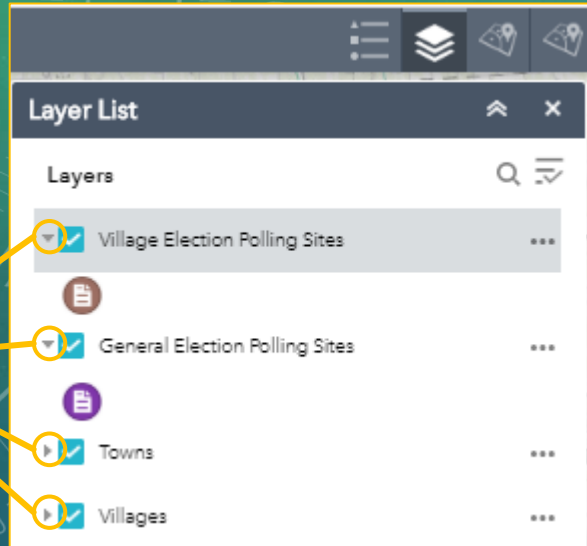 Layer List
Layers
Village Election Polling Sites
General Election Polling Sites
Towns
Villages